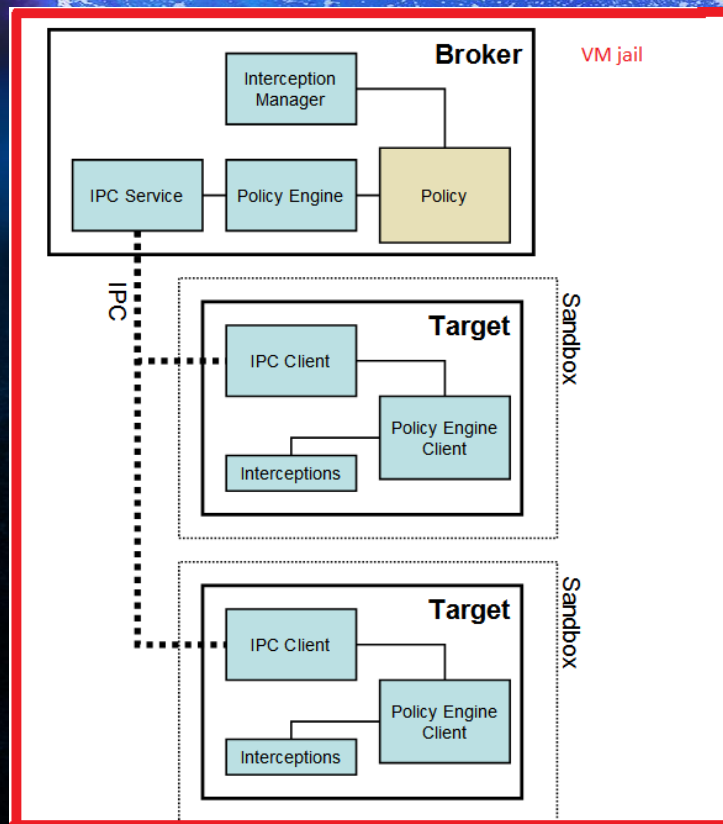 Broker
VM jail
Interception
Manager
IPC Service
Policy Engine
Policy
IPC
Sandbox
Target
IPC Client
Policy Engine
Client
Interceptions
Sandbox
Target
IPC Client
Policy Engine
Client
Interceptions